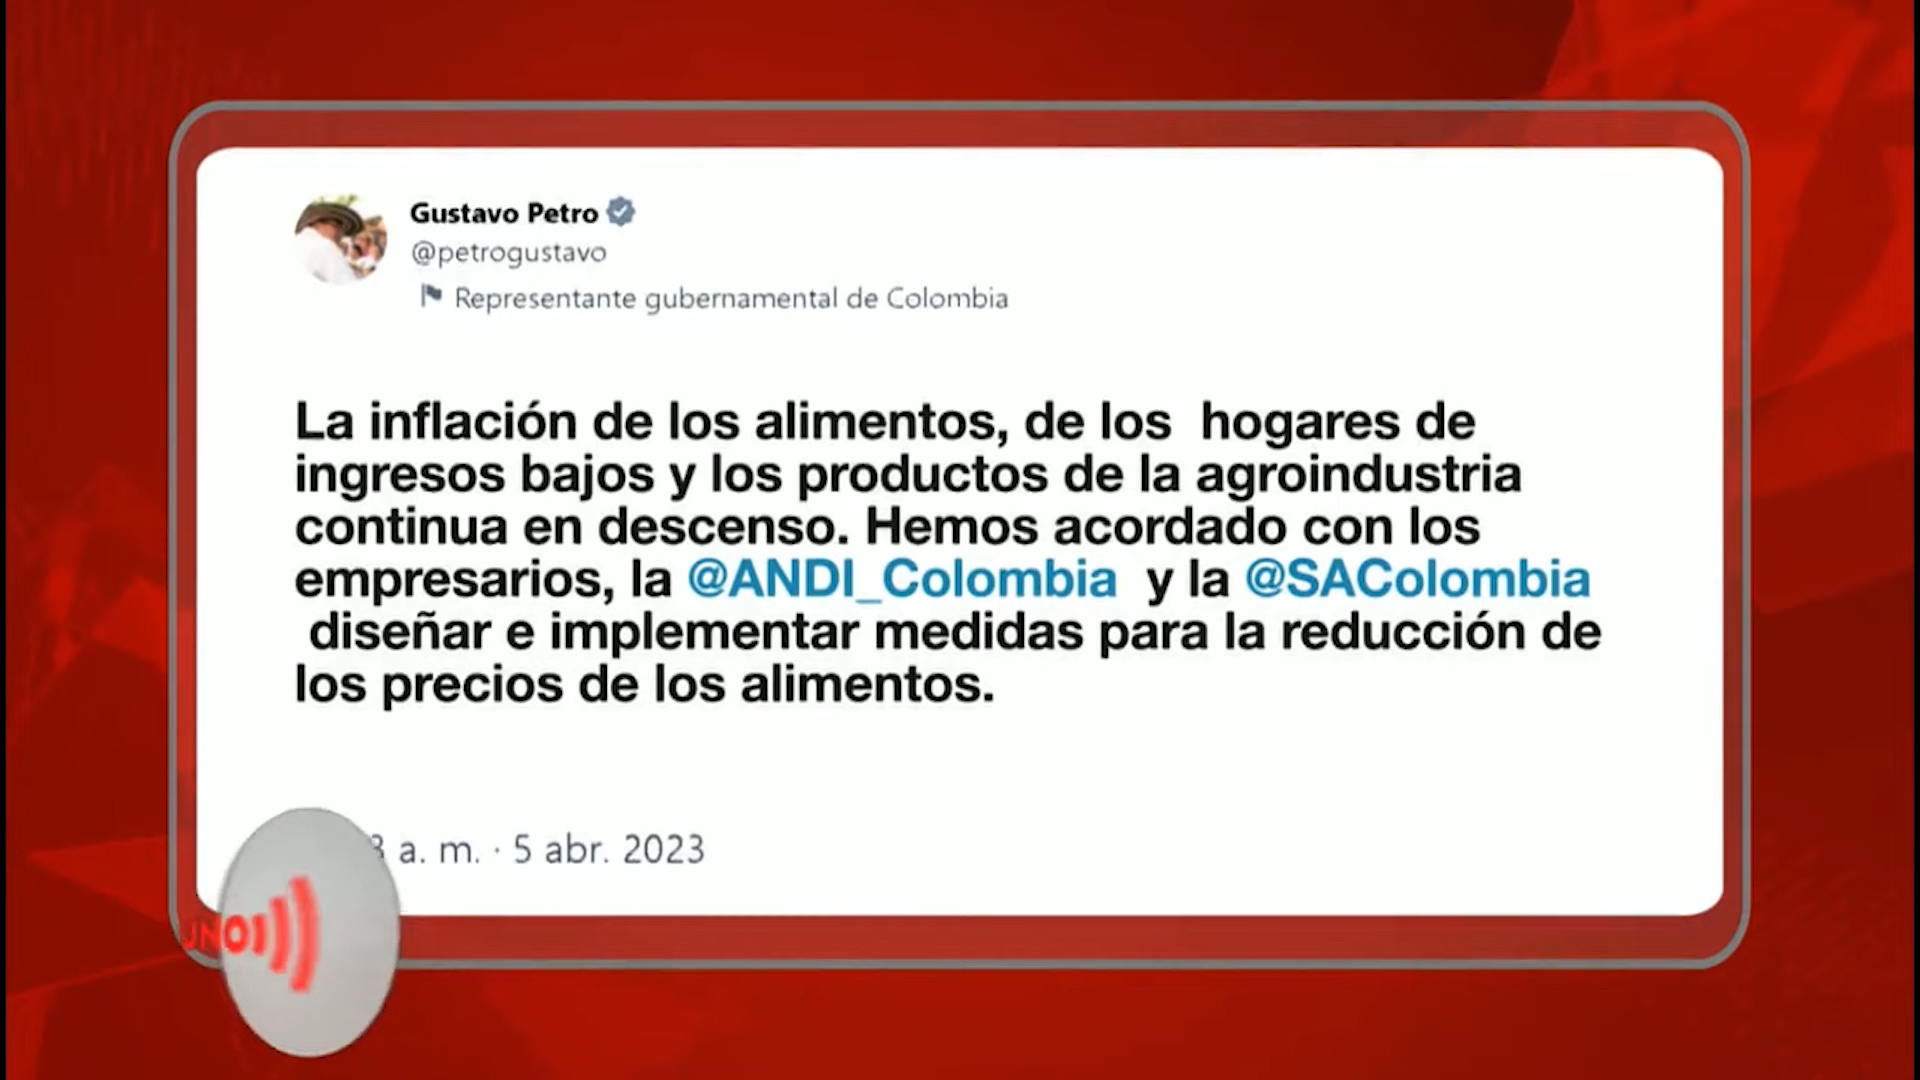 Gustavo Petro
@petrogustavo
Representante gubernamental de Colombia
La inflación de los alimentos, de los hogares de
ingresos bajos y los productos de la agroindustria
continua en descenso. Hemos acordado con los
empresarios, la @ANDI_Colombia y la @SAColombia
diseñar e implementar medidas para la reducción de
los precios de los alimentos.
a. m. · 5 abr. 2023